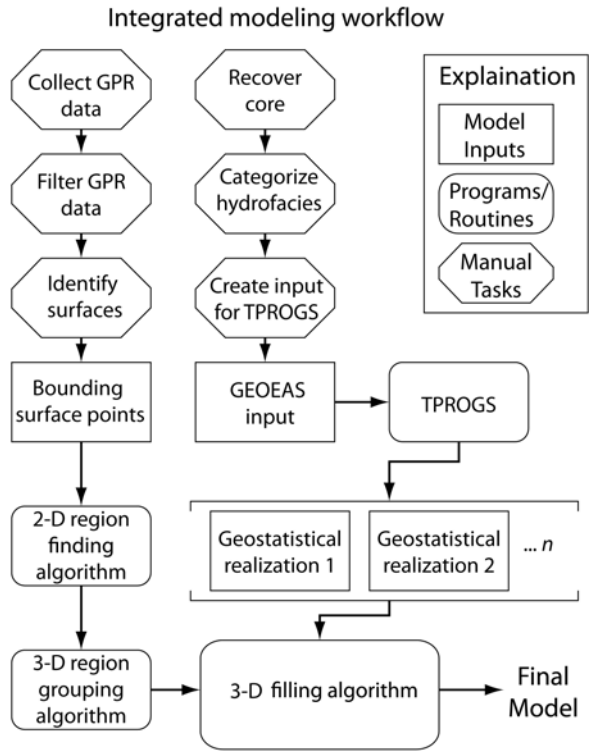 Integrated modeling workflow
Collect GPR
data
Recover
core
Explaination
Model
Inputs
Programs/
Routines
Manual
Tasks
Filter GPR
data
Categorize
hydrofacies
Identify
surfaces
Create input
for TPROGS
Bounding
surface points
GEOEAS
input
TPROGS
2-D region
finding
algorithm
Geostatistical
realization 1
Geostatistical
realization 2
... n
3-D region
grouping
algorithm
3-D filling algorithm
Final
Model